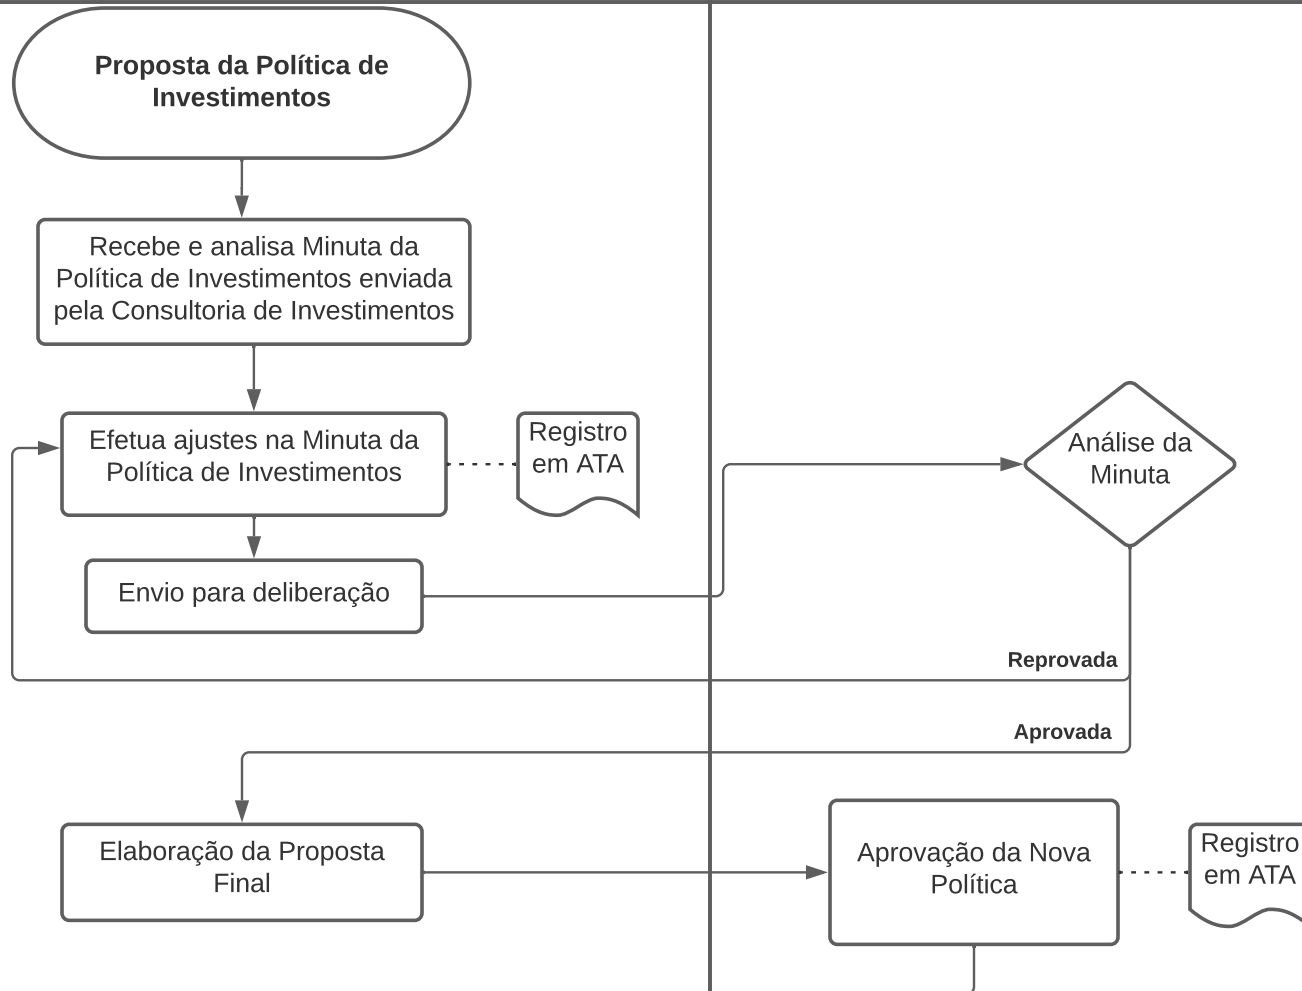 Proposta da Política de
Investimentos
Recebe e analisa Minuta da
Política de Investimentos enviada
pela Consultoria de Investimentos
Efetua ajustes na Minuta da
Política de Investimentos
Registro
em ATA
Análise da
Minuta
Envio para deliberação
Reprovada
Aprovada
Elaboração da Proposta
Final
Aprovação da Nova
Política
Registro
em ATA